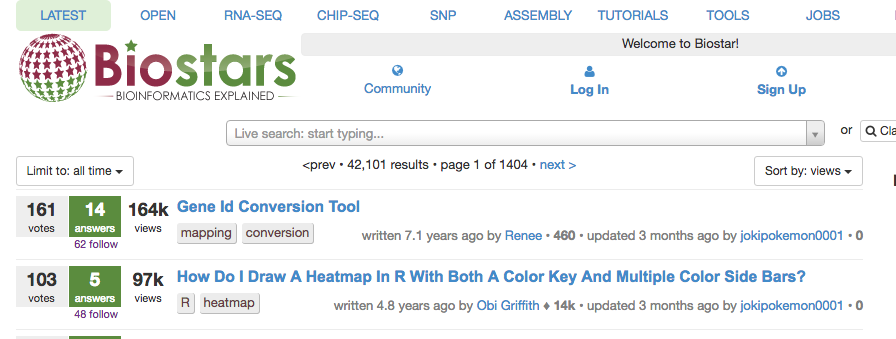 LATEST OPEN RNA-SEQ CHIP-SEQ SNP ASSEMBLY TUTORIALS TOOLS JOBS
Welcome to Biostar!
Biostars
BIOINFORMATICS EXPLAINED
Community Log In Sign Up
Live search: start typing... or Cla
Limit to: all time <prev • 42,101 results • page 1 of 1404 • next > Sort by: views
161 votes 14 answers 164k views Gene Id Conversion Tool
62 follow mapping conversion written 7.1 years ago by Renee • 460 • updated 3 months ago by jokipokemon0001 • 0
103 votes 5 answers 97k views How Do I Draw A Heatmap In R With Both A Color Key And Multiple Color Side Bars?
48 follow R heatmap written 4.8 years ago by Obi Griffith ♦ 14k • updated 3 months ago by jokipokemon0001 • 0